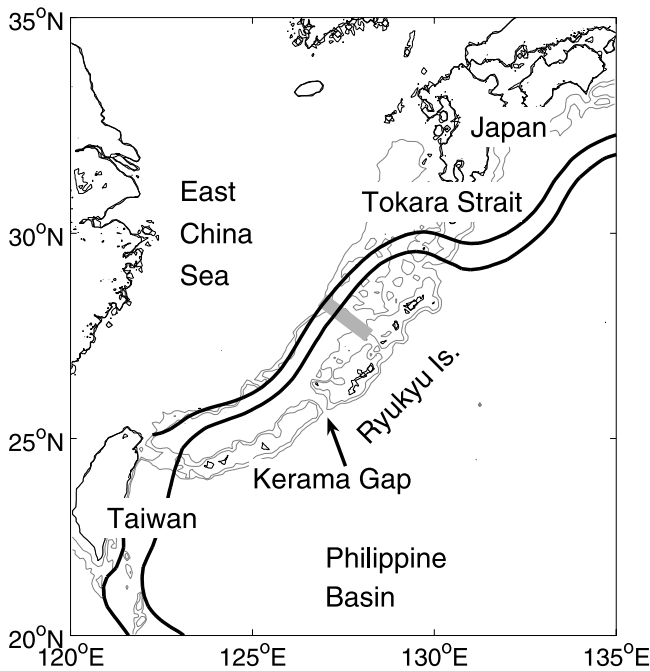 35°N
Japan
East
China
Sea
Tokara Strait
30°N
Ryukyu Is.
25°N
Kerama Gap
Taiwan
Philippine
Basin
20°N
120°E
125°E
130°E
135°E